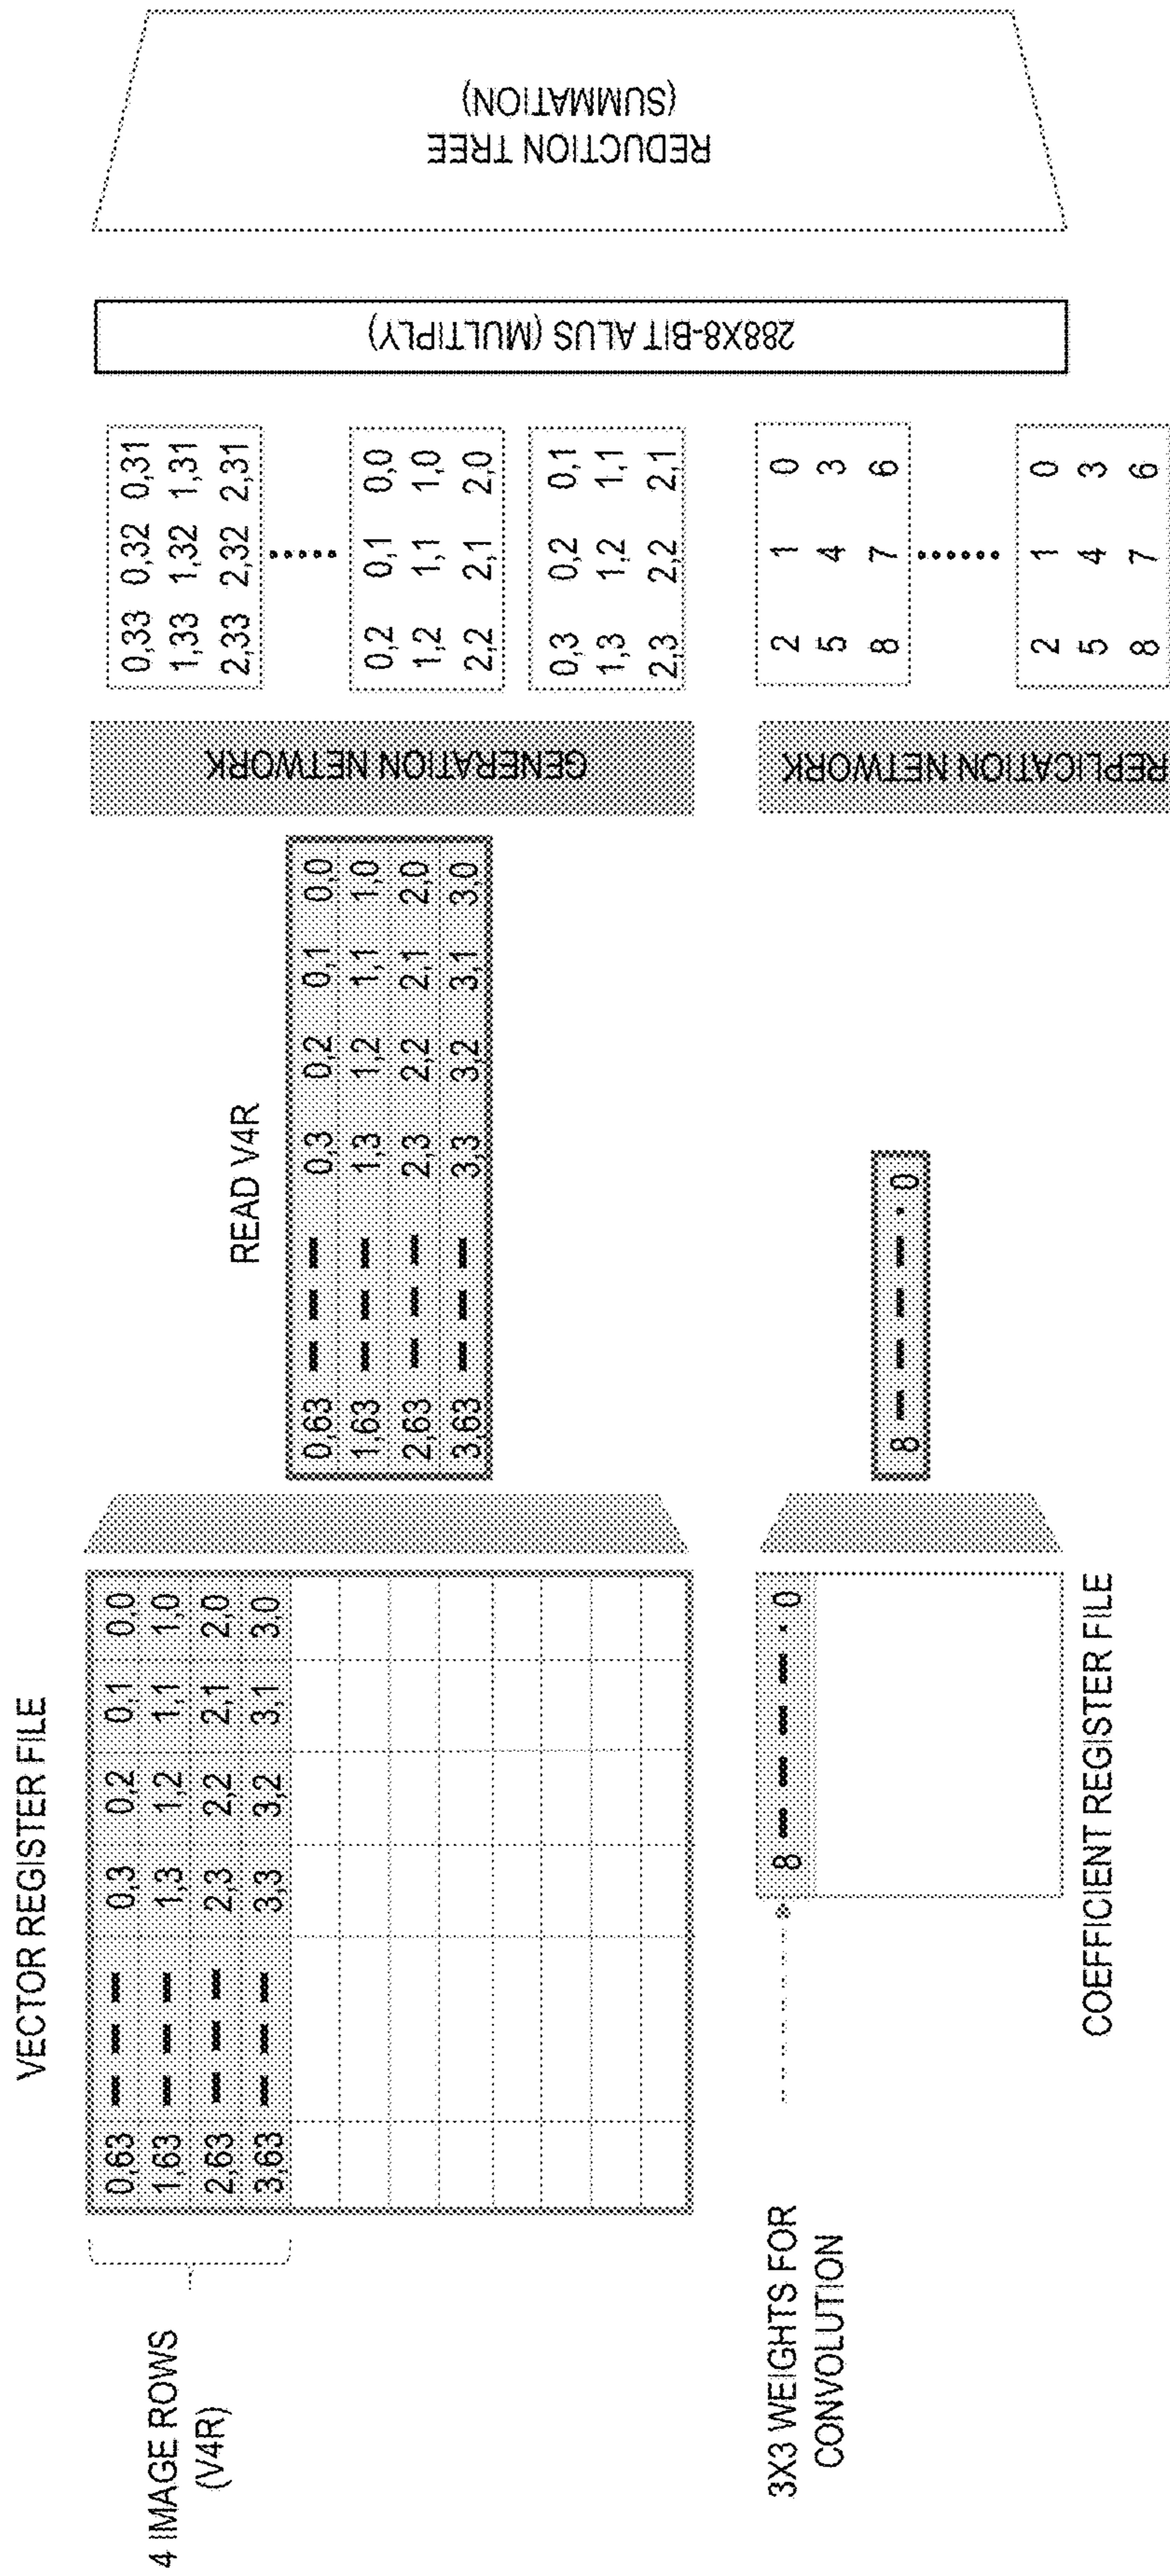 VECTOR REGISTER FILE
4 IMAGE ROWS
(V4R)
0,63 — — — 0,3 0,2 0,1 0,0
1,63 — — — 1,3 1,2 1,1 1,0
2,63 — — — 2,3 2,2 2,1 2,0
3,63 — — — 3,3 3,2 3,1 3,0
READ V4R
0,63 — — — 0,3 0,2 0,1 0,0
1,63 — — — 1,3 1,2 1,1 1,0
2,63 — — — 2,3 2,2 2,1 2,0
3,63 — — — 3,3 3,2 3,1 3,0
GENERATION NETWORK
0,33 0,32 0,31
1,33 1,32 1,31
2,33 2,32 2,31
0,2 0,1 0,0
1,2 1,1 1,0
2,2 2,1 2,0
0,3 0,2 0,1
1,3 1,2 1,1
2,3 2,2 2,1
3X3 WEIGHTS FOR
CONVOLUTION
8 — — — — · 0
COEFFICIENT REGISTER FILE
8 — — — — · 0
REPLICATION NETWORK
2 1 0
5 4 3
8 7 6
2 1 0
5 4 3
8 7 6
288X8-BIT ALUS (MULTIPLY)
REDUCTION TREE
(SUMMATION)